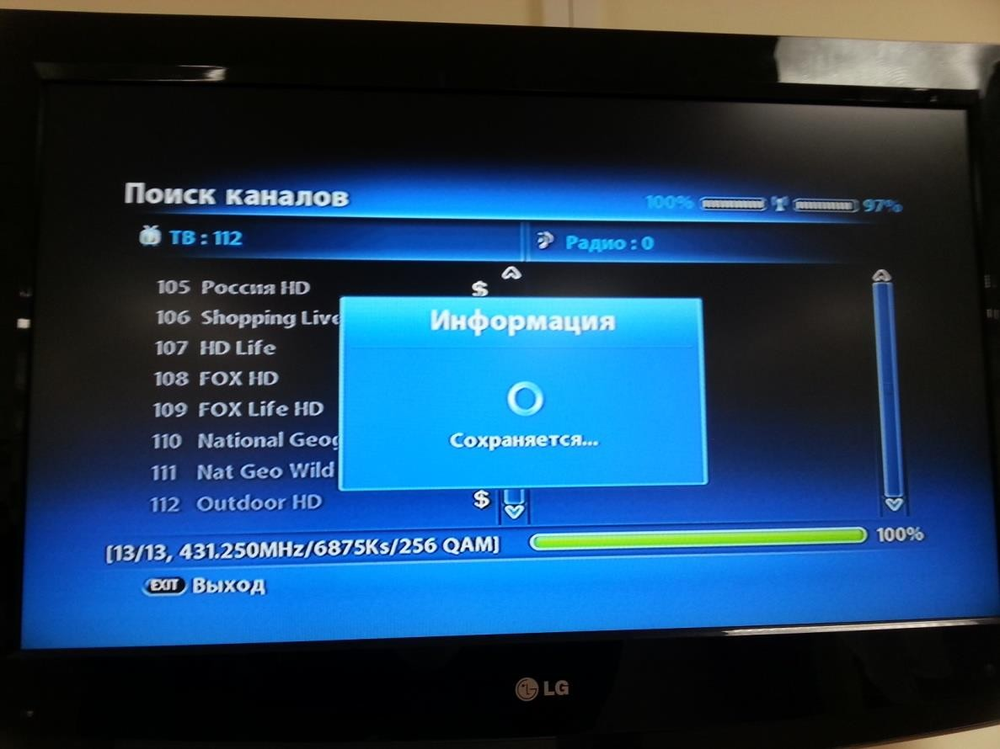 Поиск каналов 100% 97%
ТВ : 112 Радио : 0
105 Россия HD $
106 Shopping Live
107 HD Life
108 FOX HD
109 FOX Life HD
110 National Geog
111 Nat Geo Wild
112 Outdoor HD $
Информация
Сохраняется...
[13/13, 431.250MHz/6875Ks/256 QAM] 100%
EXIT Выход
LG